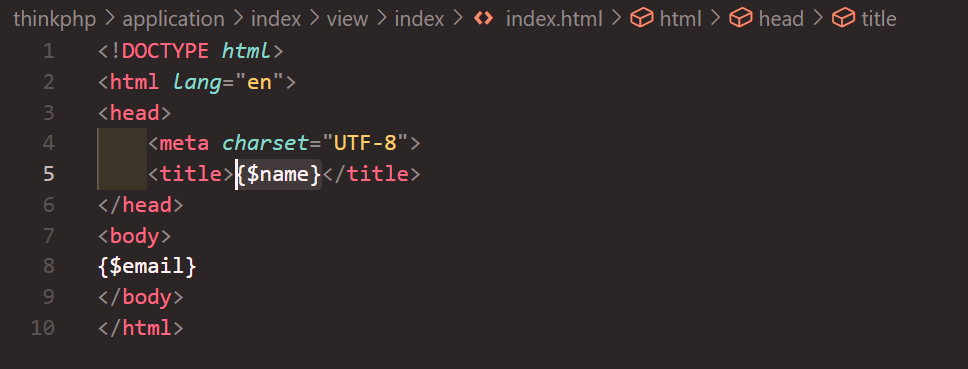 thinkphp > application > index > view > index > <> index.html > html > head > title
1 <!DOCTYPE html>
2 <html lang="en">
3 <head>
4     <meta charset="UTF-8">
5     <title>{$name}</title>
6 </head>
7 <body>
8 {$email}
9 </body>
10 </html>